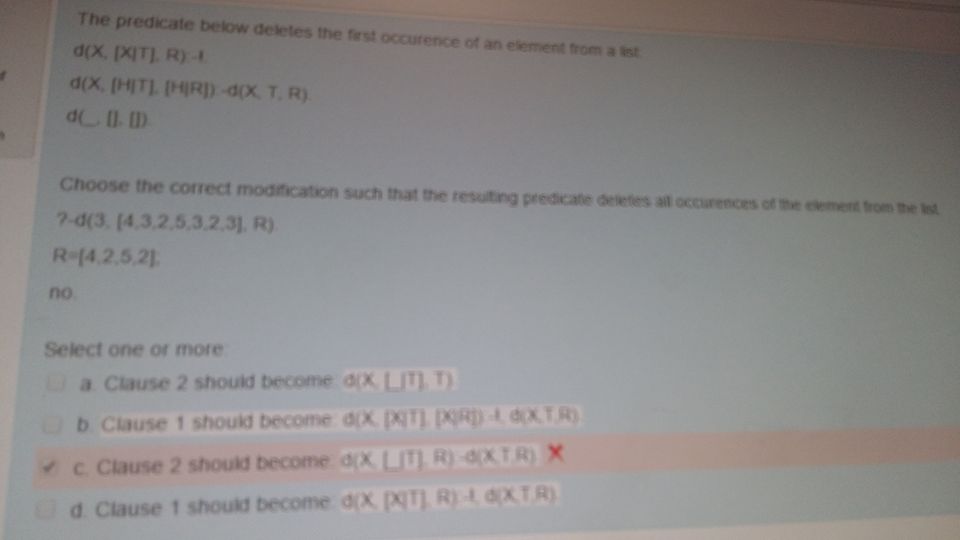 The predicate below deletes the first occurence of an element from a list:
d(X, [X|T], R):-!.
d(X, [H|T], [H|R]):-d(X, T, R).
d(_, [], []).
Choose the correct modification such that the resulting predicate deletes all occurences of the element from the list.
?-d(3, [4,3,2,5,3,2,3], R).
R=[4,2,5,2];
no.
Select one or more:
a. Clause 2 should become: d(X, [_|T], T).
b. Clause 1 should become: d(X, [X|T], [X|R]):-!, d(X,T,R).
c. Clause 2 should become: d(X, [_|T], R):-d(X,T,R).
d. Clause 1 should become: d(X, [X|T], R):-!, d(X,T,R).